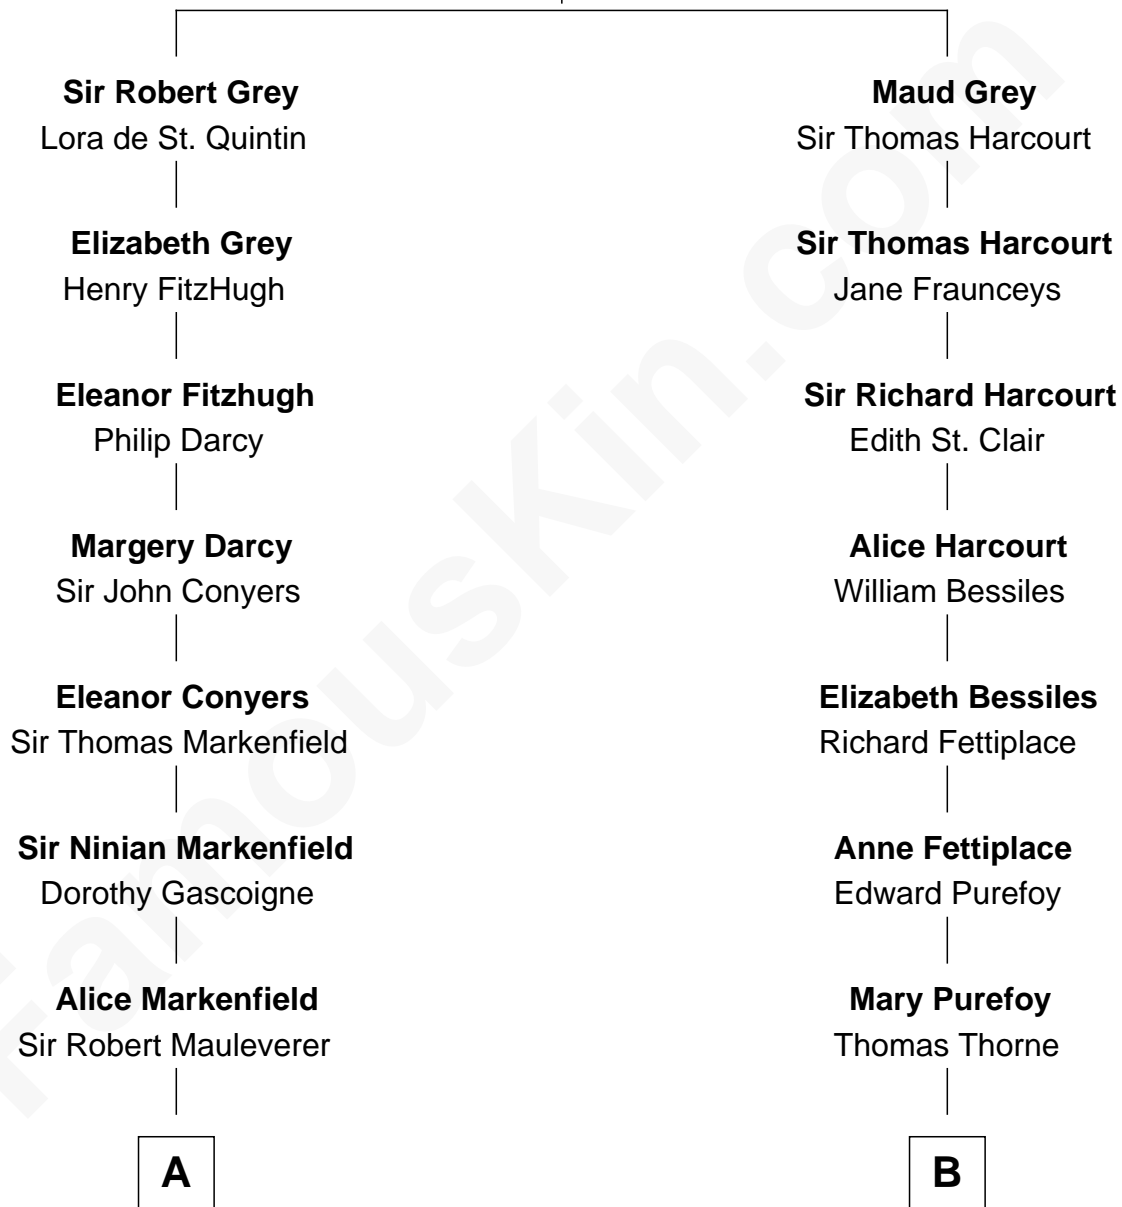 Sir Robert Grey
Lora de St. Quintin
Elizabeth Grey
Henry FitzHugh
Eleanor Fitzhugh
Philip Darcy
Margery Darcy
Sir John Conyers
Eleanor Conyers
Sir Thomas Markenfield
Sir Ninian Markenfield
Dorothy Gascoigne
Alice Markenfield
Sir Robert Mauleverer
A
Maud Grey
Sir Thomas Harcourt
Sir Thomas Harcourt
Jane Fraunceys
Sir Richard Harcourt
Edith St. Clair
Alice Harcourt
William Bessiles
Elizabeth Bessiles
Richard Fettiplace
Anne Fettiplace
Edward Purefoy
Mary Purefoy
Thomas Thorne
B
FamousKin.com